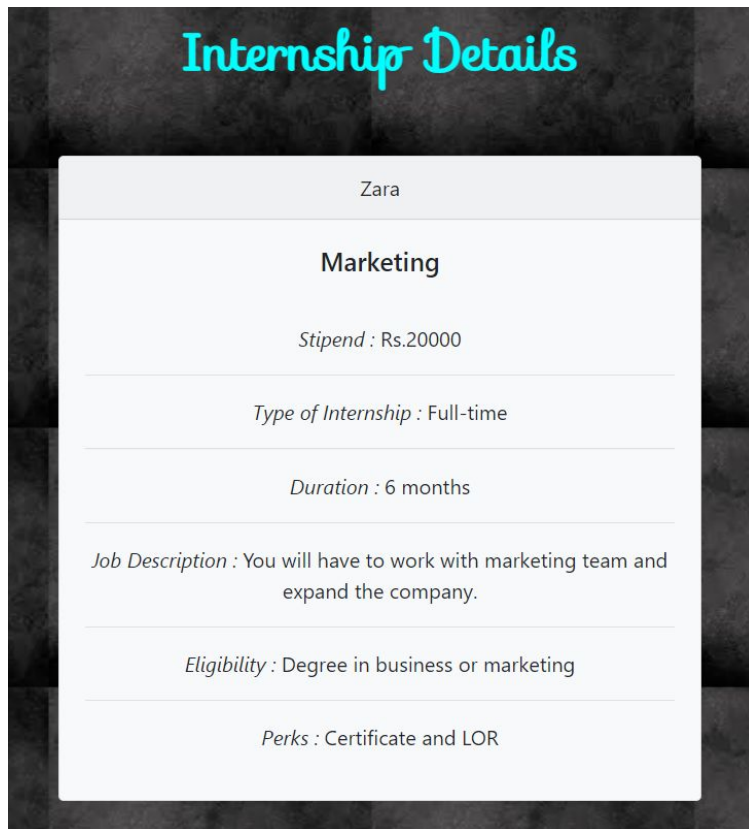 Internship Details
Zara
Marketing
Stipend : Rs.20000
Type of Internship : Full-time
Duration : 6 months
Job Description : You will have to work with marketing team and
expand the company.
Eligibility : Degree in business or marketing
Perks : Certificate and LOR